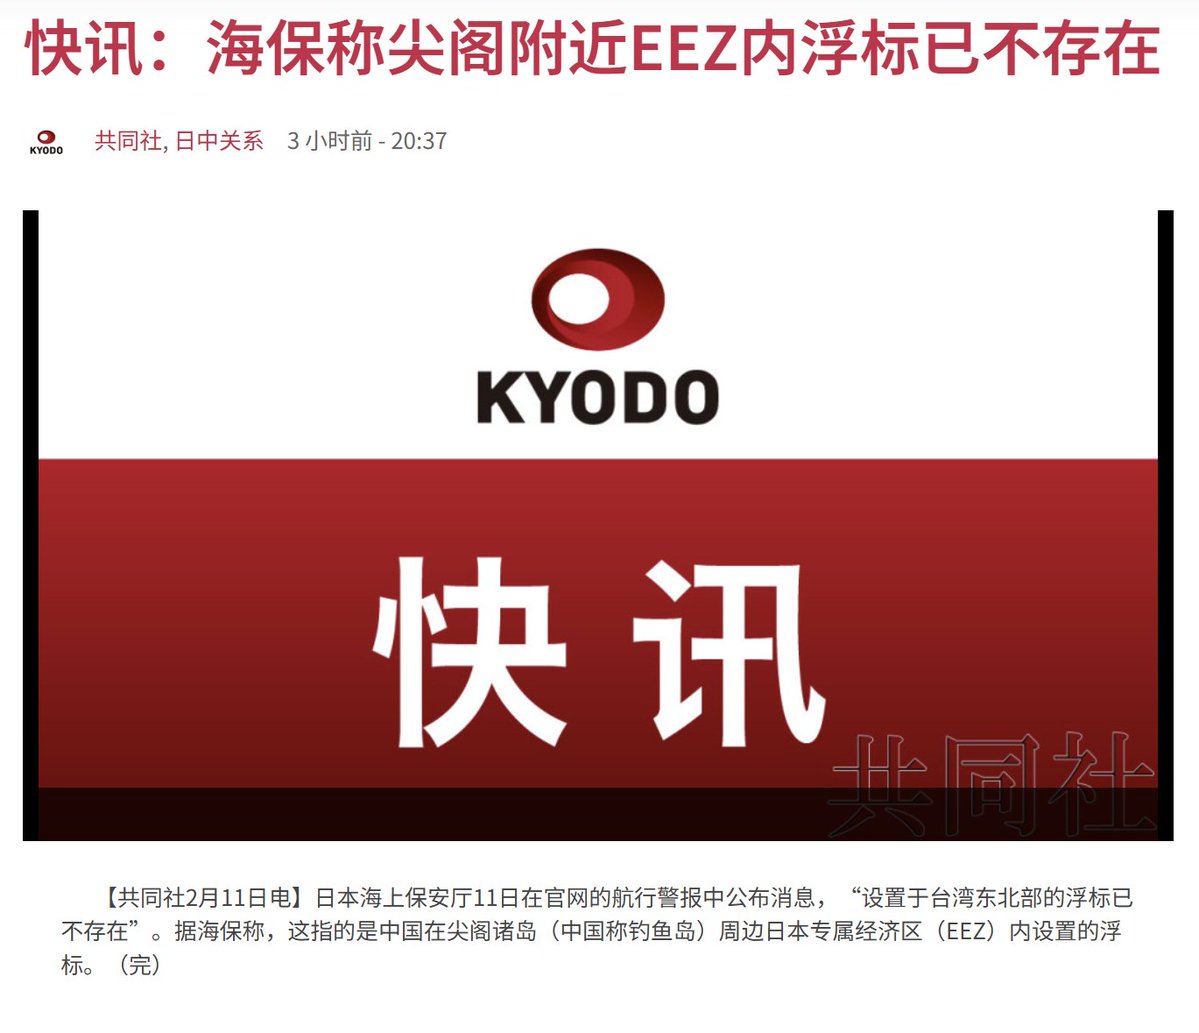 快讯：海保称尖阁附近EEZ内浮标已不存在
KYODO 共同社, 日中关系 3 小时前 - 20:37
KYODO
快讯
共同社
【共同社2月11日电】日本海上保安厅11日在官网的航行警报中公布消息，“设置于台湾东北部的浮标已
不存在”。据海保称，这指的是中国在尖阁诸岛（中国称钓鱼岛）周边日本专属经济区（EEZ）内设置的浮
标。（完）